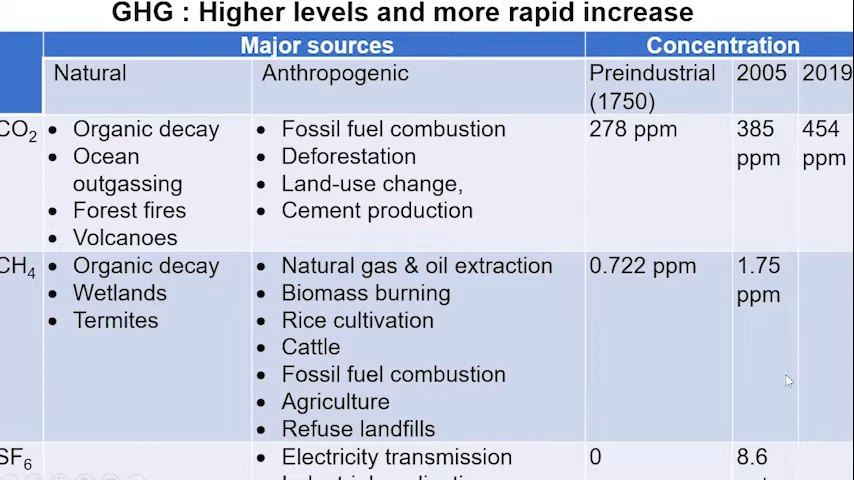 GHG : Higher levels and more rapid increase
Major sources Concentration
Natural Anthropogenic Preindustrial (1750) 2005 2019
CO2
• Organic decay
• Ocean outgassing
• Forest fires
• Volcanoes
• Fossil fuel combustion
• Deforestation
• Land-use change,
• Cement production
278 ppm
385 ppm
454 ppm
CH4
• Organic decay
• Wetlands
• Termites
• Natural gas & oil extraction
• Biomass burning
• Rice cultivation
• Cattle
• Fossil fuel combustion
• Agriculture
• Refuse landfills
0.722 ppm
1.75 ppm
SF6
• Electricity transmission
0
8.6